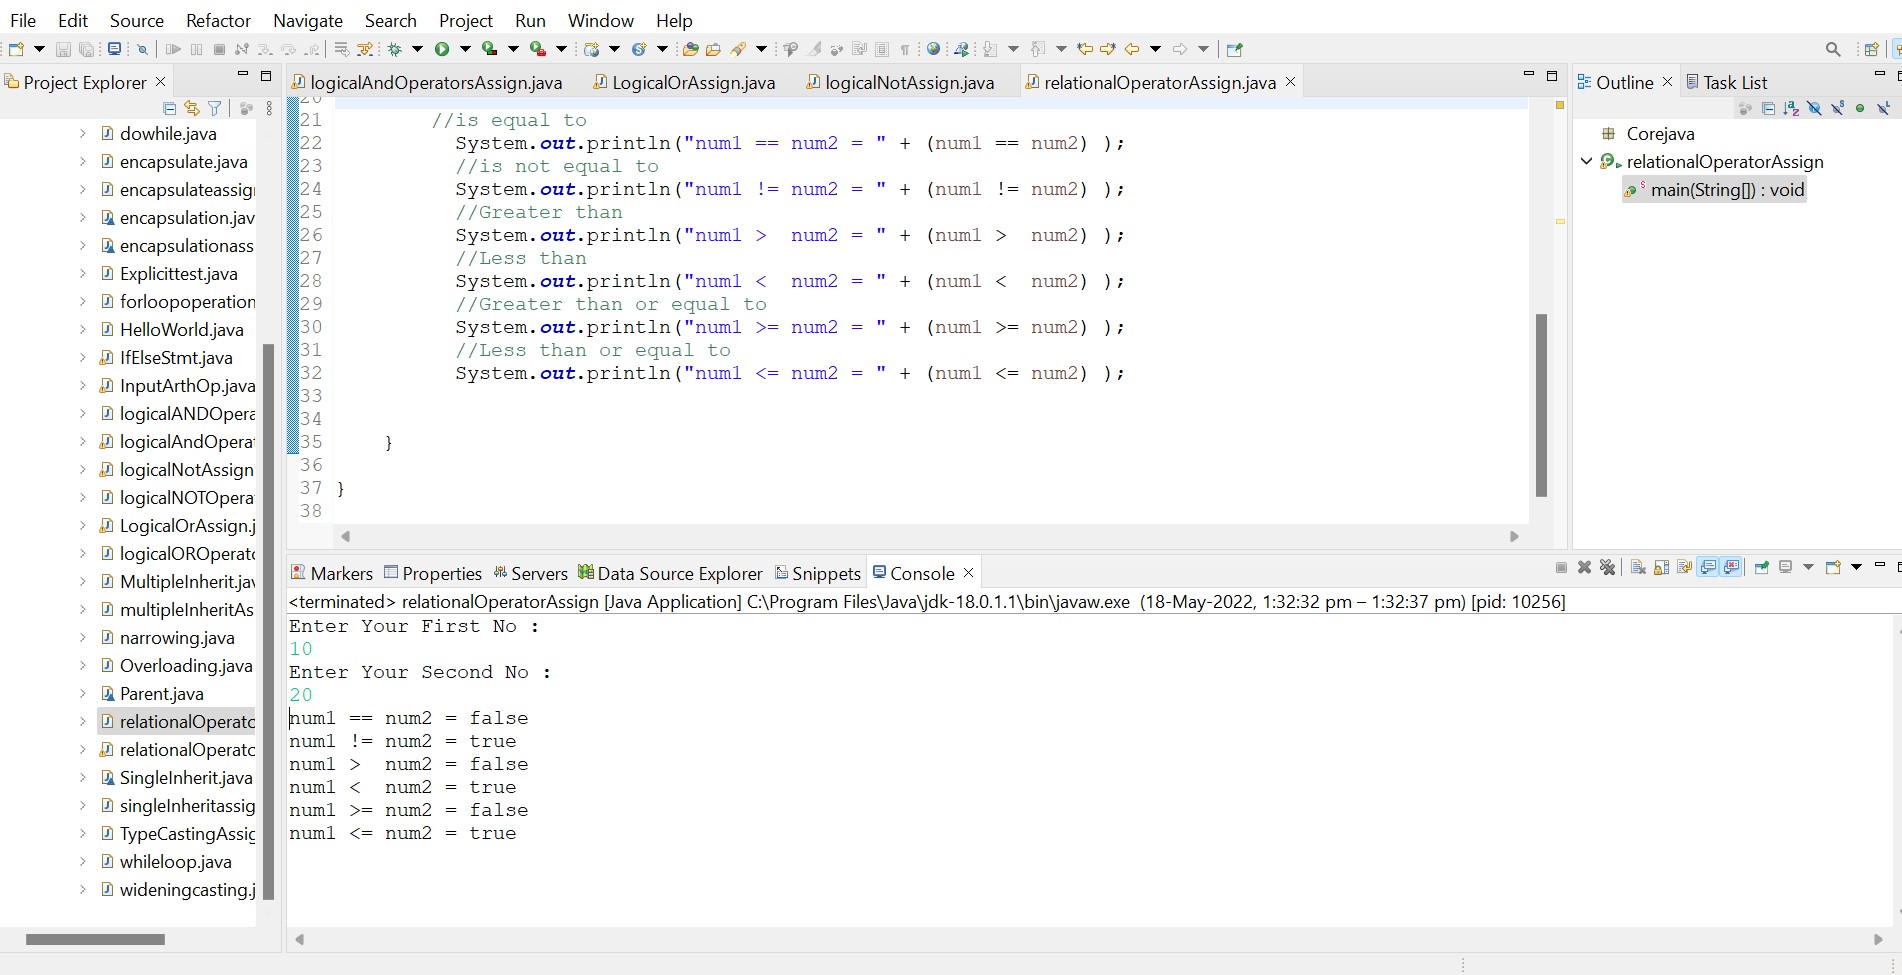 File Edit Source Refactor Navigate Search Project Run Window Help
Project Explorer
dowhile.java
encapsulate.java
encapsulateassig
encapsulation.jav
encapsulationass
Explicittest.java
forloopoperation
HelloWorld.java
IfElseStmt.java
InputArthOp.java
logicalANDOpera
logicalAndOperat
logicalNotAssign
logicalNOTOpera
LogicalOrAssign.j
logicalOROperato
MultipleInherit.jav
multipleInheritAs
narrowing.java
Overloading.java
Parent.java
relationalOperato
relationalOperato
SingleInherit.java
singleInheritassig
TypeCastingAssig
whileloop.java
wideningcasting.j
logicalAndOperatorsAssign.java LogicalOrAssign.java logicalNotAssign.java relationalOperatorAssign.java
20
21 //is equal to
22 System.out.println("num1 == num2 = " + (num1 == num2) );
23 //is not equal to
24 System.out.println("num1 != num2 = " + (num1 != num2) );
25 //Greater than
26 System.out.println("num1 >  num2 = " + (num1 >  num2) );
27 //Less than
28 System.out.println("num1 <  num2 = " + (num1 <  num2) );
29 //Greater than or equal to
30 System.out.println("num1 >= num2 = " + (num1 >= num2) );
31 //Less than or equal to
32 System.out.println("num1 <= num2 = " + (num1 <= num2) );
33
34
35 }
36
37 }
38
Outline Task List
Corejava
relationalOperatorAssign
main(String[]) : void
Markers Properties Servers Data Source Explorer Snippets Console
<terminated> relationalOperatorAssign [Java Application] C:\Program Files\Java\jdk-18.0.1.1\bin\javaw.exe (18-May-2022, 1:32:32 pm – 1:32:37 pm) [pid: 10256]
Enter Your First No :
10
Enter Your Second No :
20
num1 == num2 = false
num1 != num2 = true
num1 >  num2 = false
num1 <  num2 = true
num1 >= num2 = false
num1 <= num2 = true